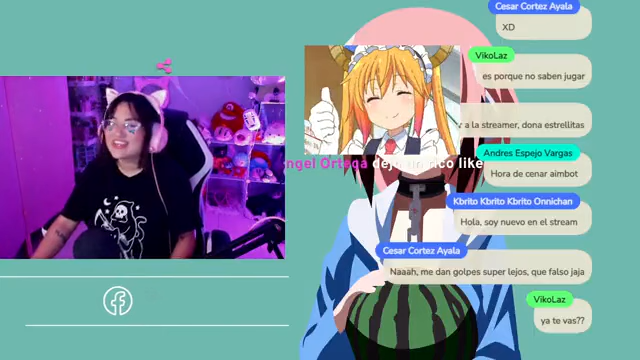 Cesar Cortez Ayala
XD
VikoLaz
es porque no saben jugar
a la streamer, dona estrellitas
ngel Ortega dejó un rico like
Andres Espejo Vargas
Hora de cenar aimbot
Kbrito Kbrito Kbrito Onnichan
Hola, soy nuevo en el stream
Cesar Cortez Ayala
Naaah, me dan golpes super lejos, que falso jaja
VikoLaz
ya te vas??